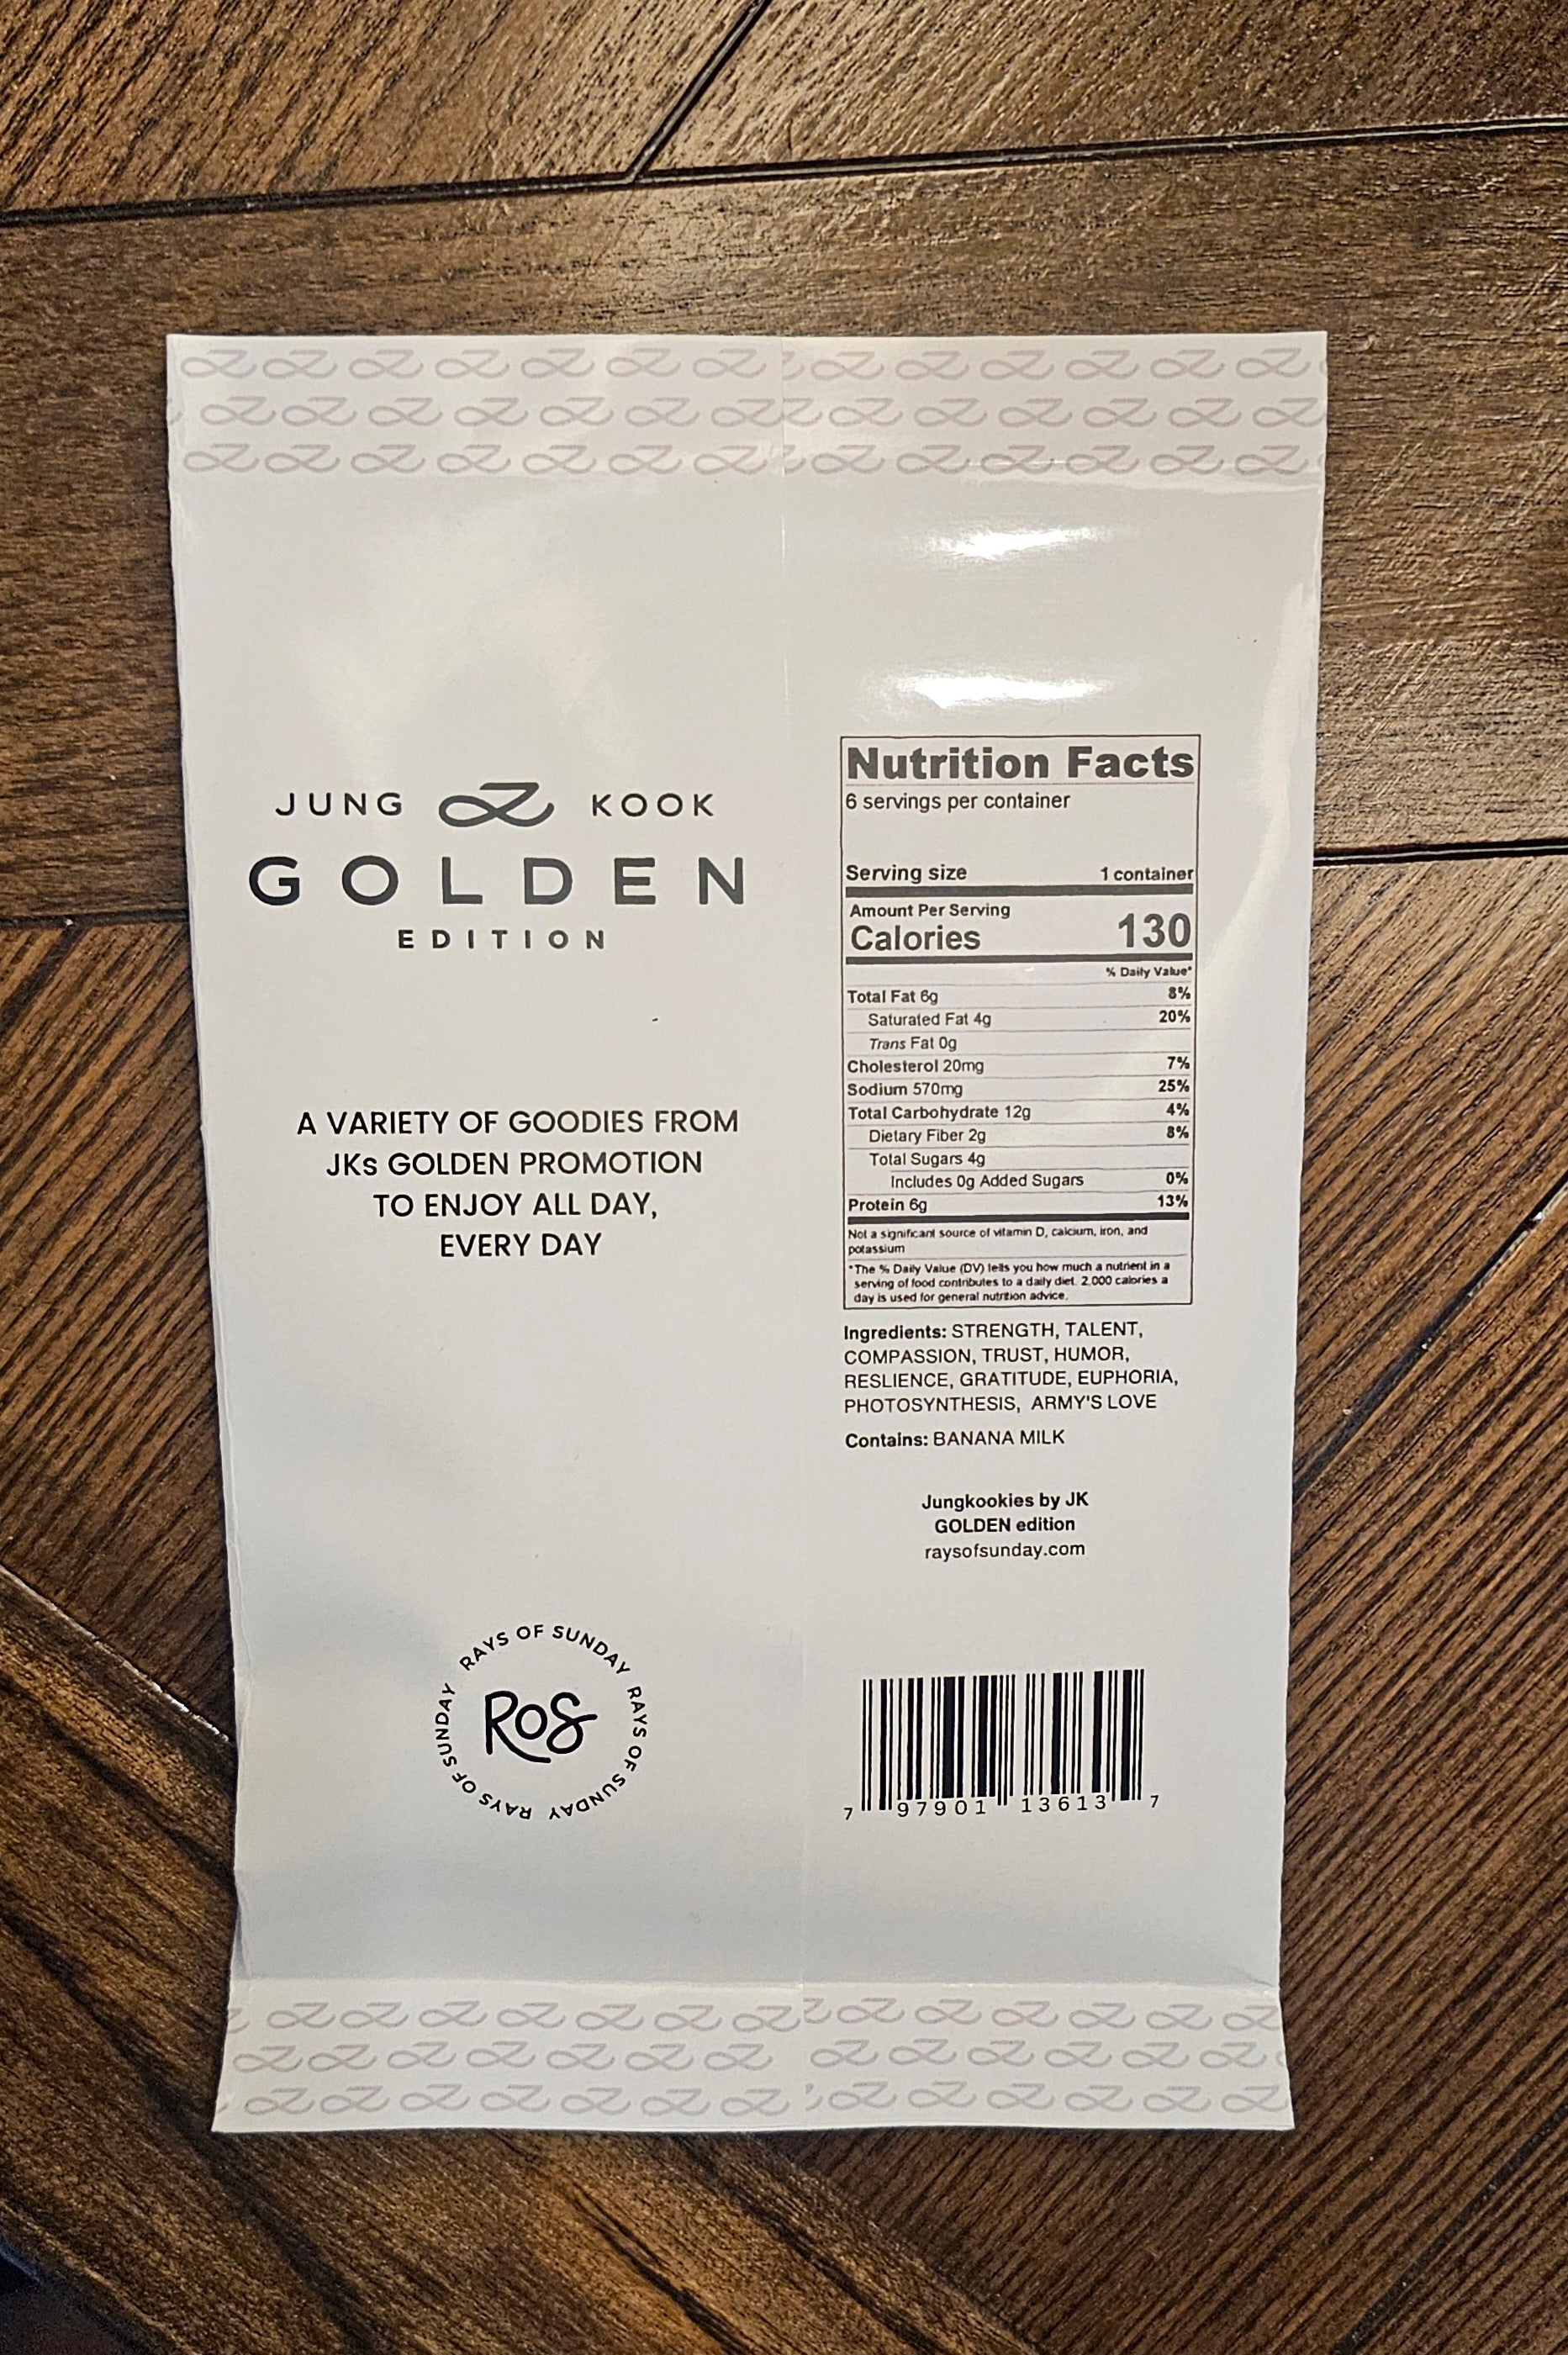 JUNG KOOK
GOLDEN
EDITION
A VARIETY OF GOODIES FROM
JKs GOLDEN PROMOTION
TO ENJOY ALL DAY,
EVERY DAY
RAYS OF SUNDAY RAYS OF SUNDAY RAYS OF SUNDAY
RoS
Nutrition Facts
6 servings per container
Serving size 1 container
Amount Per Serving
Calories 130
% Daily Value*
Total Fat 6g 8%
Saturated Fat 4g 20%
Trans Fat 0g
Cholesterol 20mg 7%
Sodium 570mg 25%
Total Carbohydrate 12g 4%
Dietary Fiber 2g 8%
Total Sugars 4g
Includes 0g Added Sugars 0%
Protein 6g 13%
Not a significant source of vitamin D, calcium, iron, and
potassium
*The % Daily Value (DV) tells you how much a nutrient in a
serving of food contributes to a daily diet. 2,000 calories a
day is used for general nutrition advice.
Ingredients: STRENGTH, TALENT,
COMPASSION, TRUST, HUMOR,
RESLIENCE, GRATITUDE, EUPHORIA,
PHOTOSYNTHESIS, ARMY'S LOVE
Contains: BANANA MILK
Jungkookies by JK
GOLDEN edition
raysofsunday.com
7 97901 13613 7